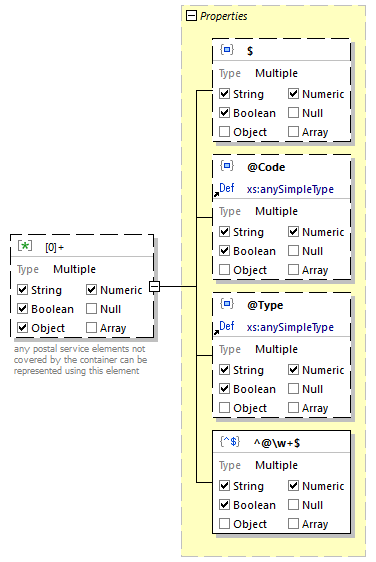 Properties
$
Type Multiple
String Numeric
Boolean Null
Object Array
@Code
Def xs:anySimpleType
Type Multiple
String Numeric
Boolean Null
Object Array
[0]+
Type Multiple
String Numeric
Boolean Null
Object Array
any postal service elements not
covered by the container can be
represented using this element
@Type
Def xs:anySimpleType
Type Multiple
String Numeric
Boolean Null
Object Array
{^$} ^@\w+$
Type Multiple
String Numeric
Boolean Null
Object Array